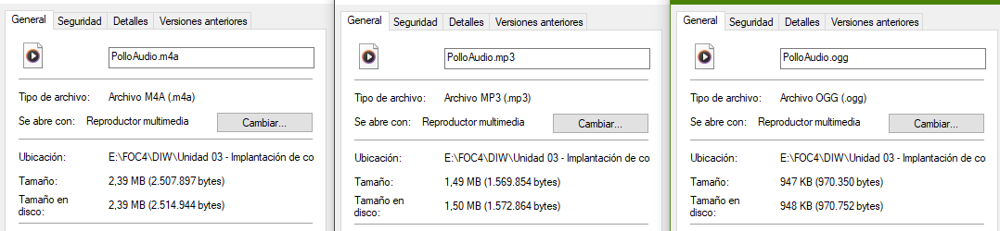 General Seguridad Detalles Versiones anteriores
PolloAudio.m4a
Tipo de archivo: Archivo M4A (.m4a)
Se abre con: Reproductor multimedia Cambiar...
Ubicación: E:\FOC4\DIW\Unidad 03 - Implantación de co
Tamaño: 2,39 MB (2.507.897 bytes)
Tamaño en disco: 2,39 MB (2.514.944 bytes)
General Seguridad Detalles Versiones anteriores
PolloAudio.mp3
Tipo de archivo: Archivo MP3 (.mp3)
Se abre con: Reproductor multimedia Cambiar...
Ubicación: E:\FOC4\DIW\Unidad 03 - Implantación de co
Tamaño: 1,49 MB (1.569.854 bytes)
Tamaño en disco: 1,50 MB (1.572.864 bytes)
General Seguridad Detalles Versiones anteriores
PolloAudio.ogg
Tipo de archivo: Archivo OGG (.ogg)
Se abre con: Reproductor multimedia Cambiar...
Ubicación: E:\FOC4\DIW\Unidad 03 - Implantación de co
Tamaño: 947 KB (970.350 bytes)
Tamaño en disco: 948 KB (970.752 bytes)